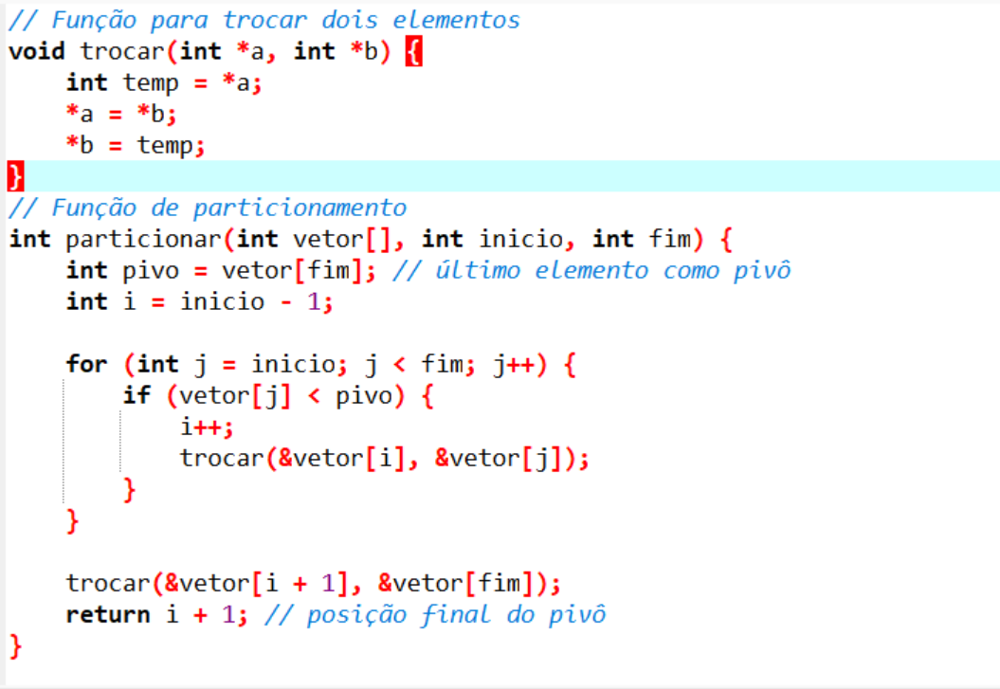 // Função para trocar dois elementos
void trocar(int *a, int *b) {
    int temp = *a;
    *a = *b;
    *b = temp;
}
// Função de particionamento
int particionar(int vetor[], int inicio, int fim) {
    int pivo = vetor[fim]; // último elemento como pivô
    int i = inicio - 1;

    for (int j = inicio; j < fim; j++) {
        if (vetor[j] < pivo) {
            i++;
            trocar(&vetor[i], &vetor[j]);
        }
    }

    trocar(&vetor[i + 1], &vetor[fim]);
    return i + 1; // posição final do pivô
}